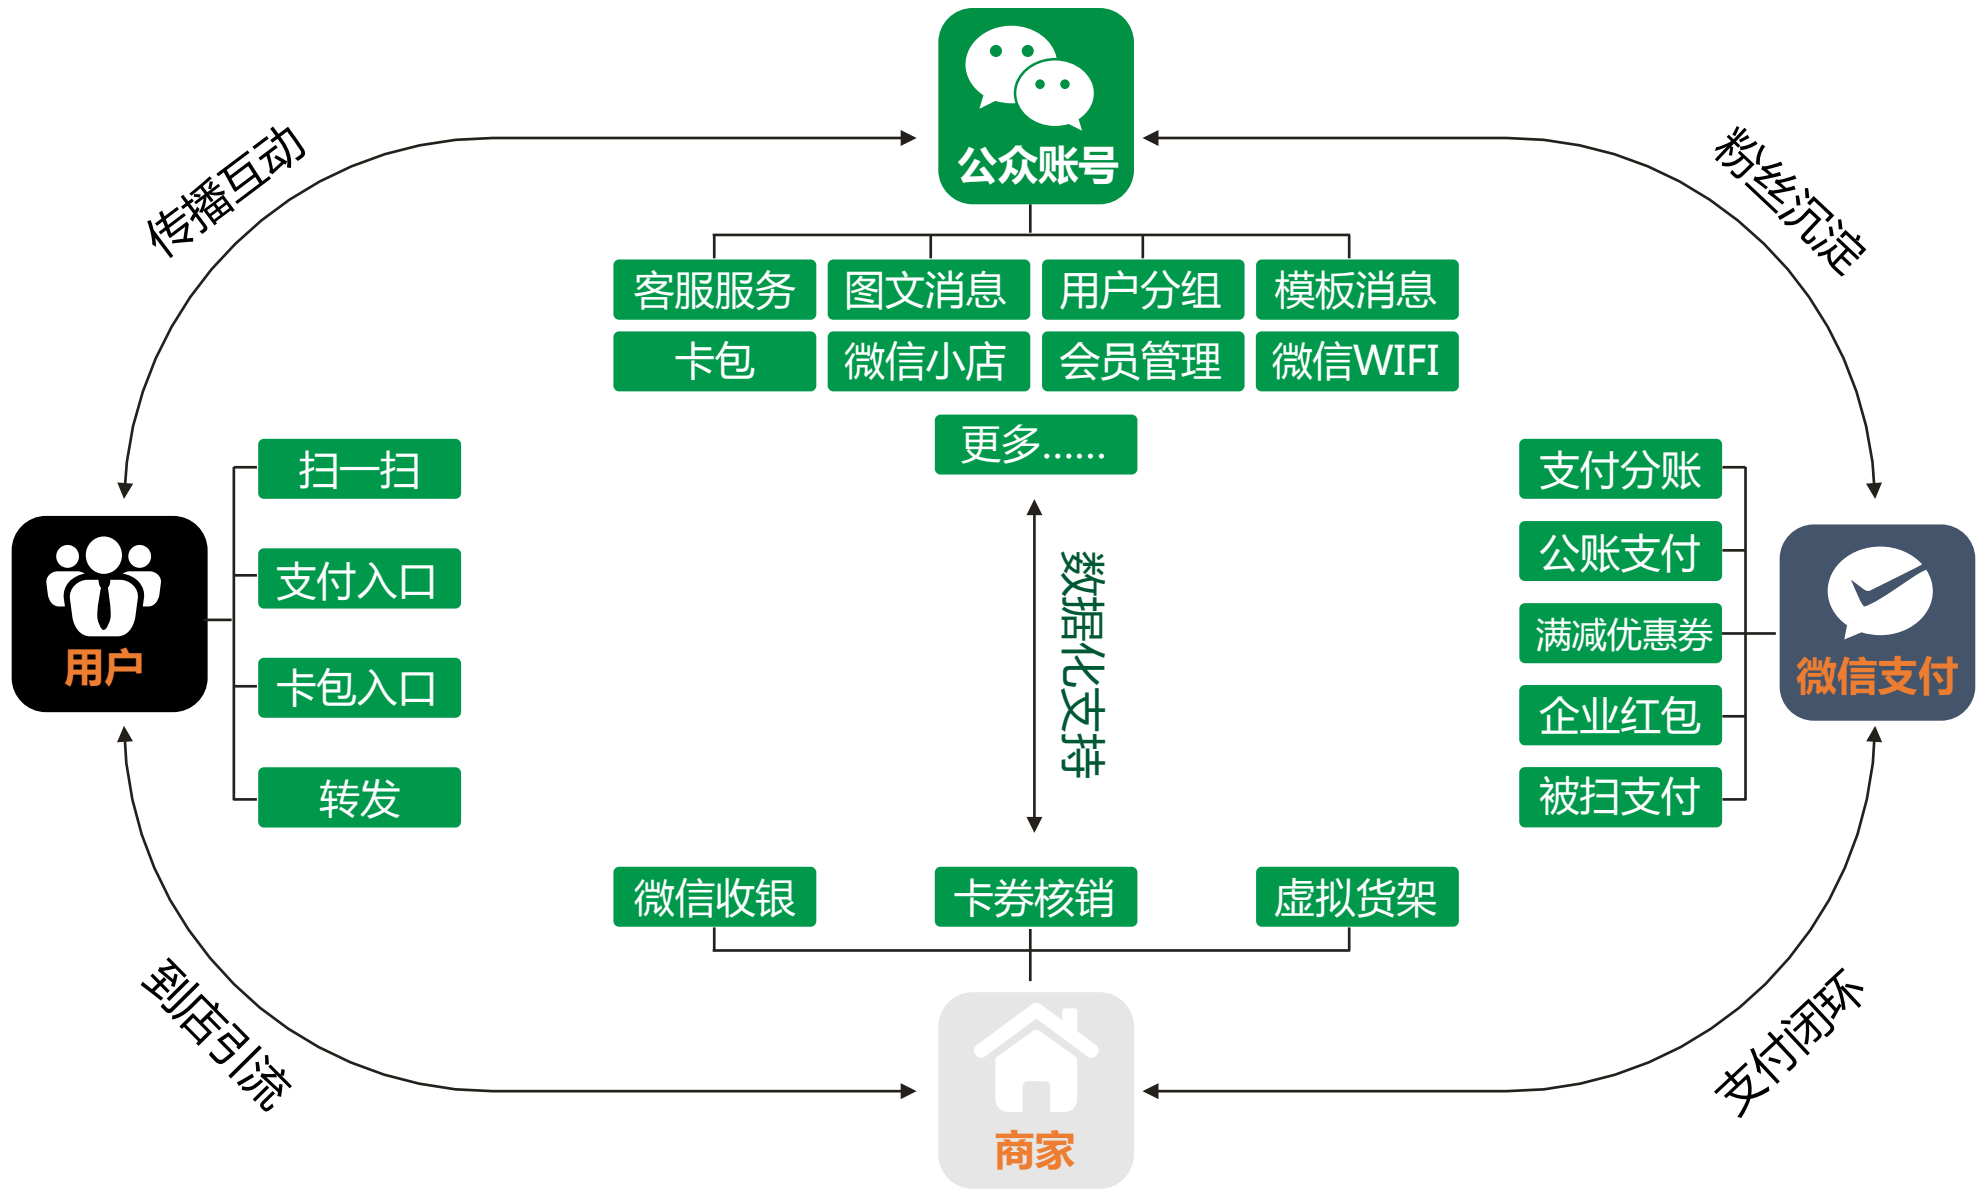 公众账号
传播互动
粉丝沉淀
客服服务
图文消息
用户分组
模板消息
卡包
微信小店
会员管理
微信WIFI
更多......
扫一扫
支付入口
卡包入口
转发
用户
数据化支持
支付分账
公账支付
满减优惠券
企业红包
被扫支付
微信支付
微信收银
卡券核销
虚拟货架
到店引流
支付闭环
商家